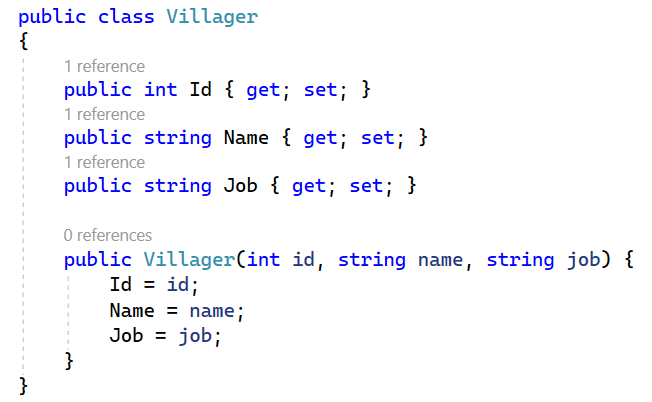 public class Villager
{
1 reference
public int Id { get; set; }
1 reference
public string Name { get; set; }
1 reference
public string Job { get; set; }
0 references
public Villager(int id, string name, string job) {
Id = id;
Name = name;
Job = job;
}
}